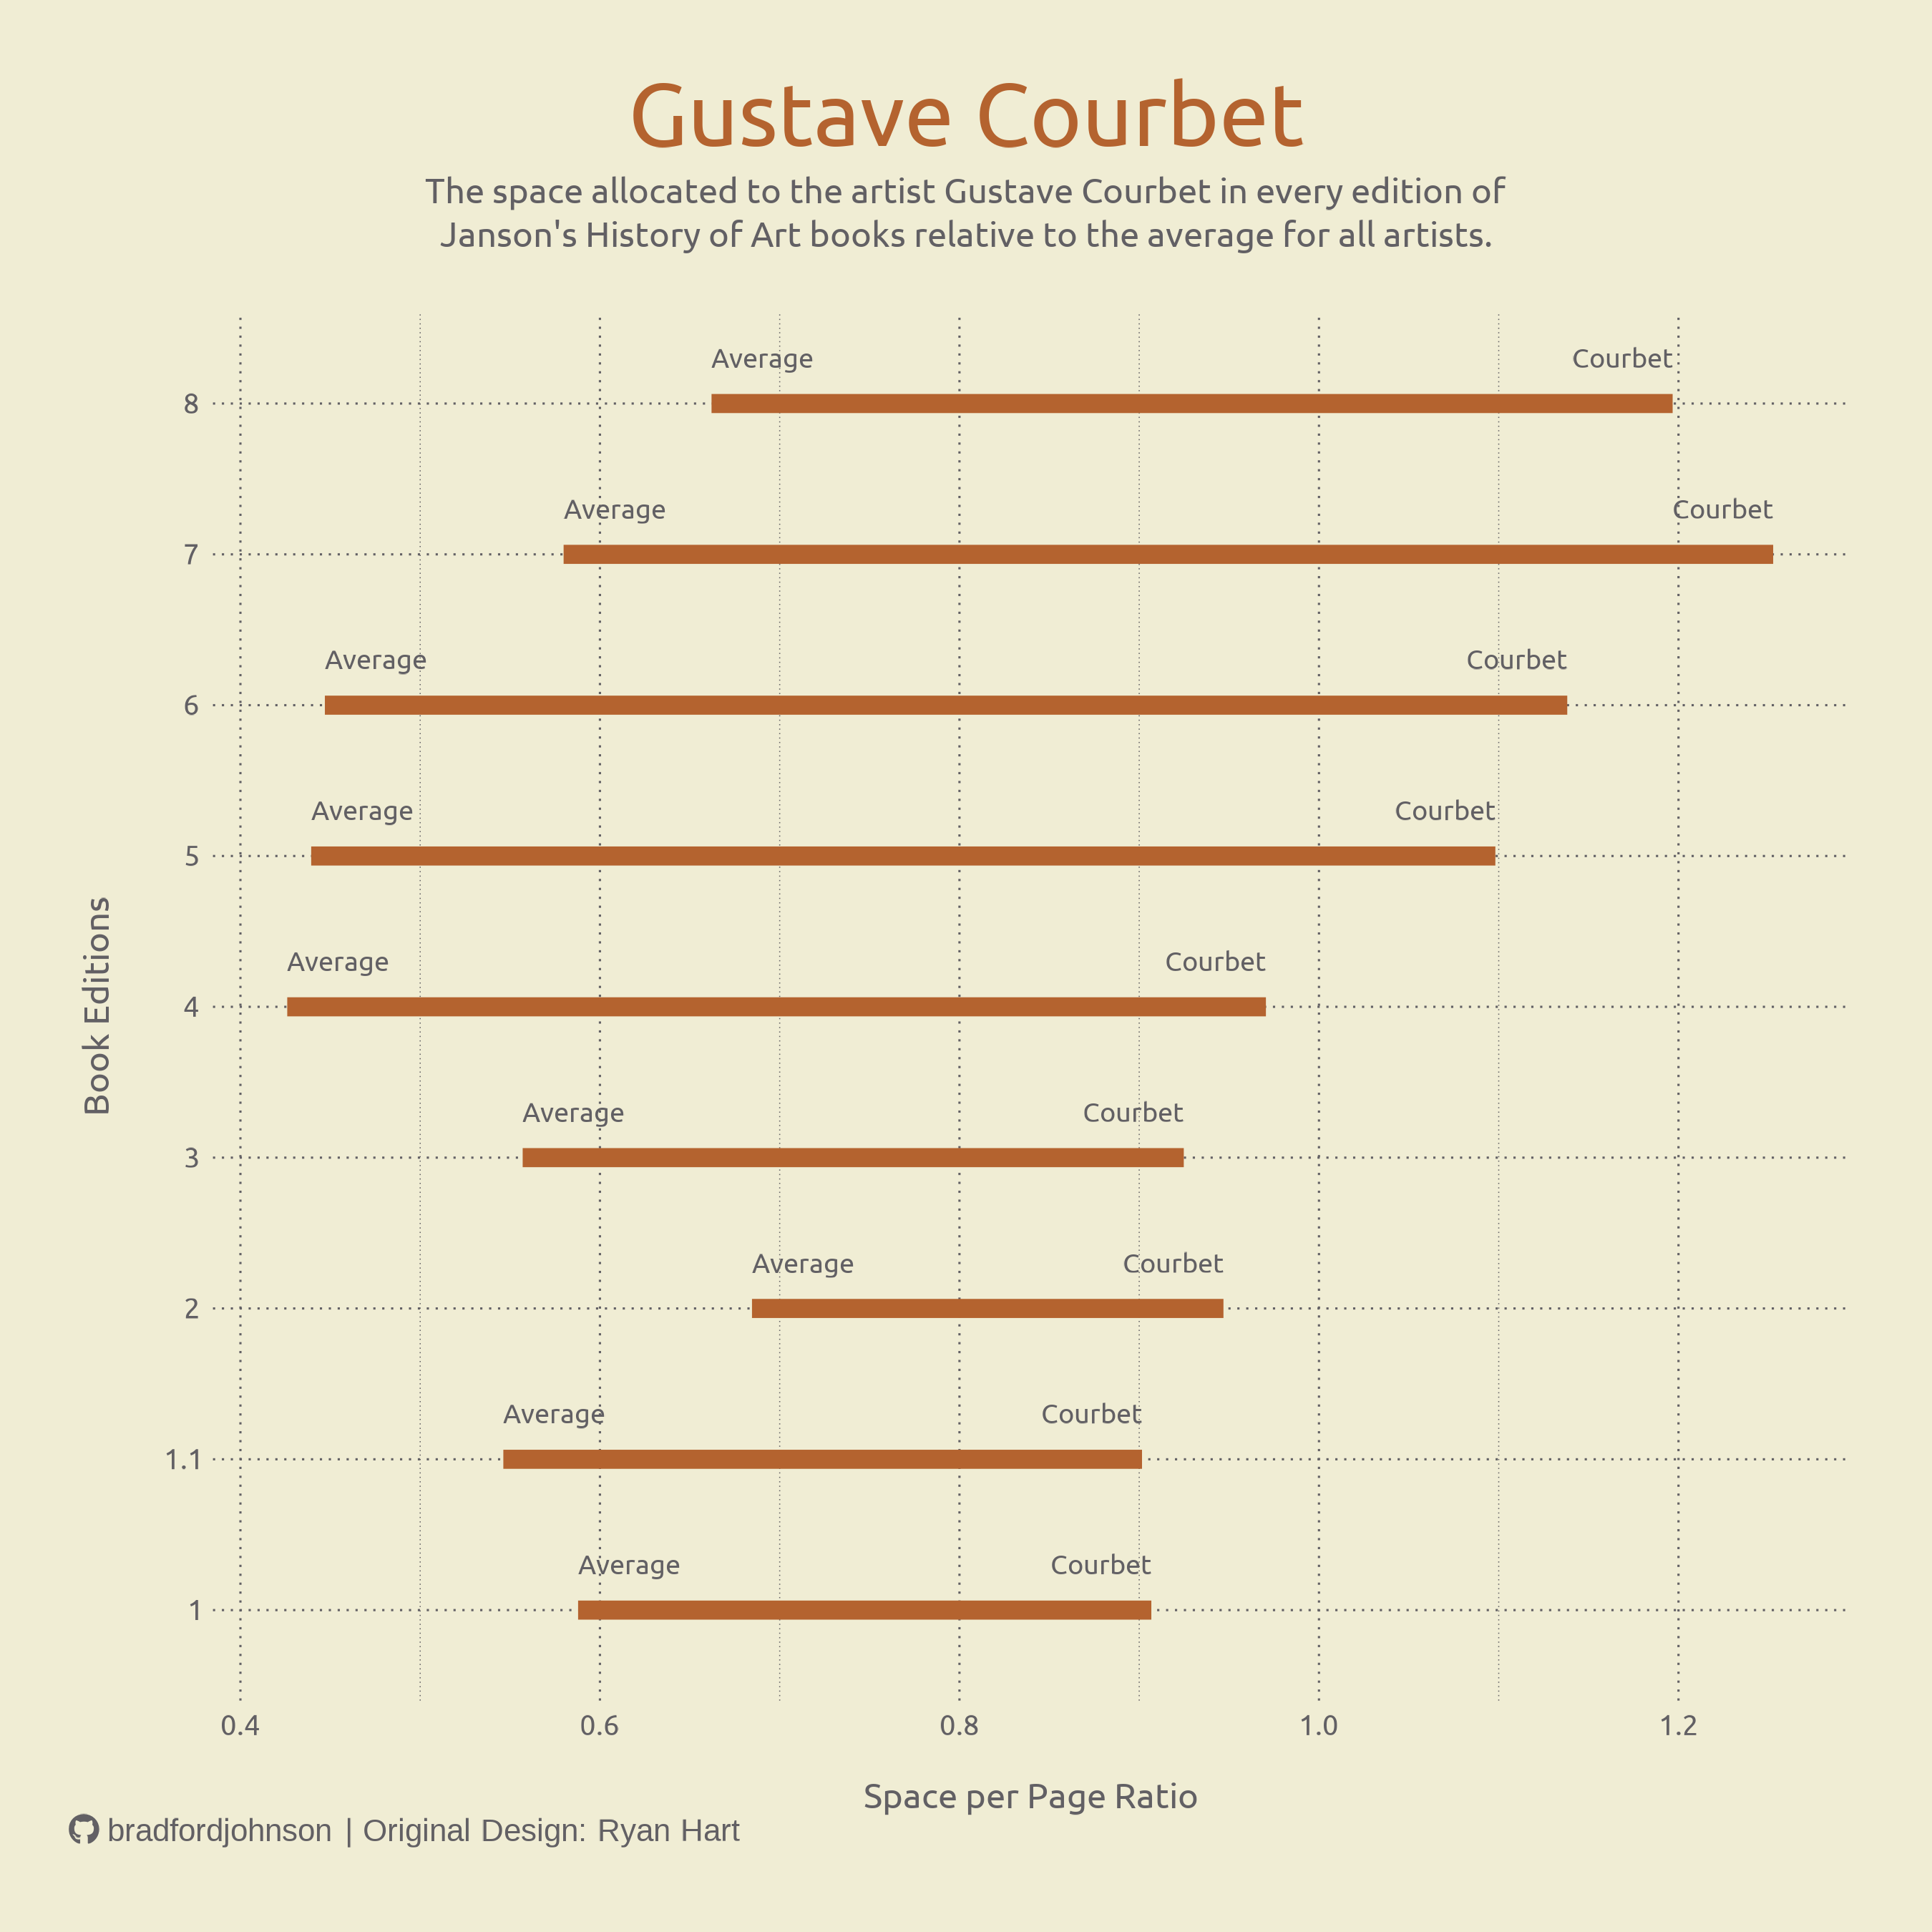 Gustave Courbet
The space allocated to the artist Gustave Courbet in every edition of
Janson's History of Art books relative to the average for all artists.
Average Courbet
8
Average Courbet
7
Average Courbet
6
Average Courbet
5
Average Courbet
4
Average Courbet
3
Average Courbet
2
Average Courbet
1.1
Average Courbet
1
Book Editions
0.4 0.6 0.8 1.0 1.2
Space per Page Ratio
bradfordjohnson | Original Design: Ryan Hart